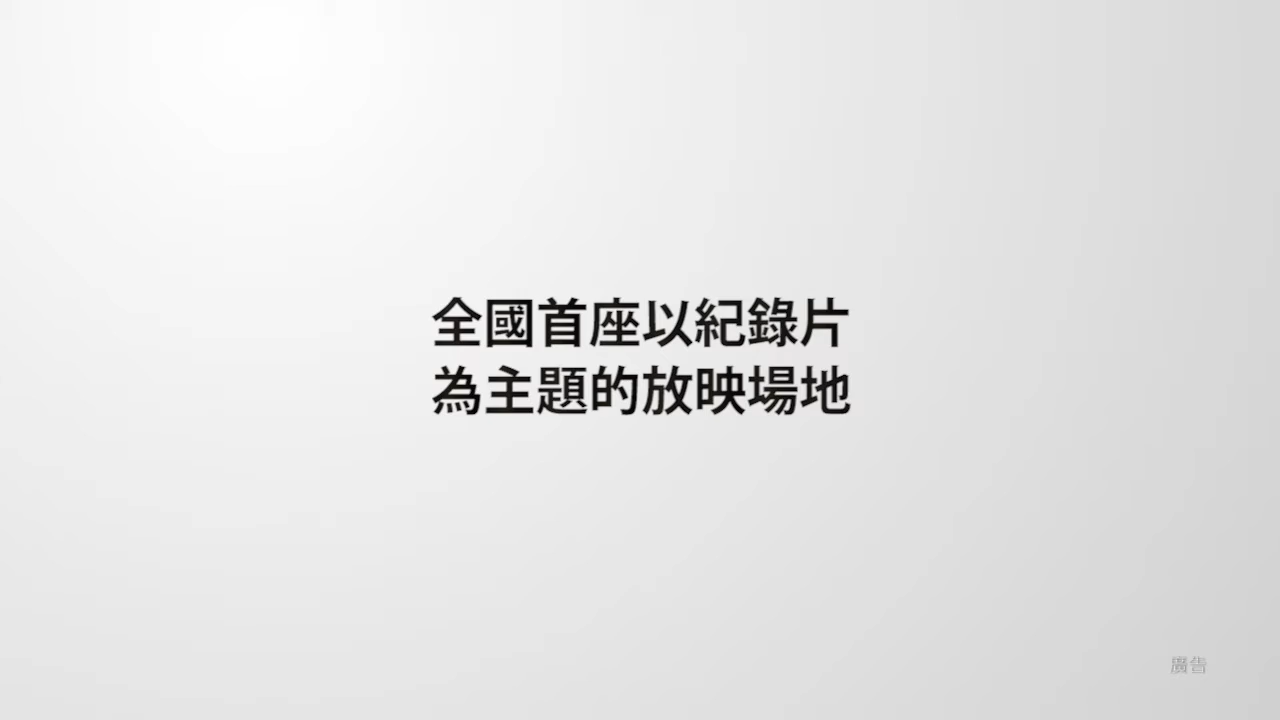 全國首座以紀錄片
為主題的放映場地
廣告